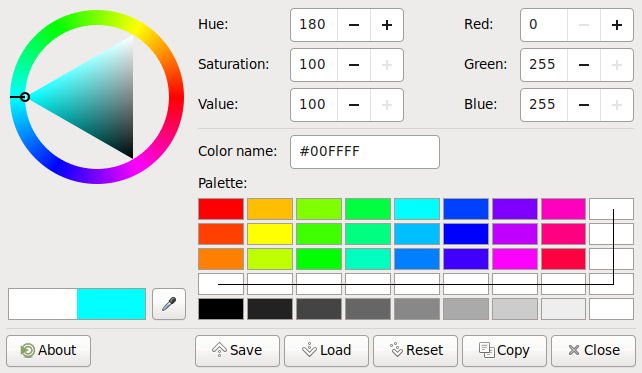 Hue: 180 − + Red: 0 − +
Saturation: 100 − + Green: 255 − +
Value: 100 − + Blue: 255 − +
Color name: #00FFFF
Palette:
About Save Load Reset Copy Close